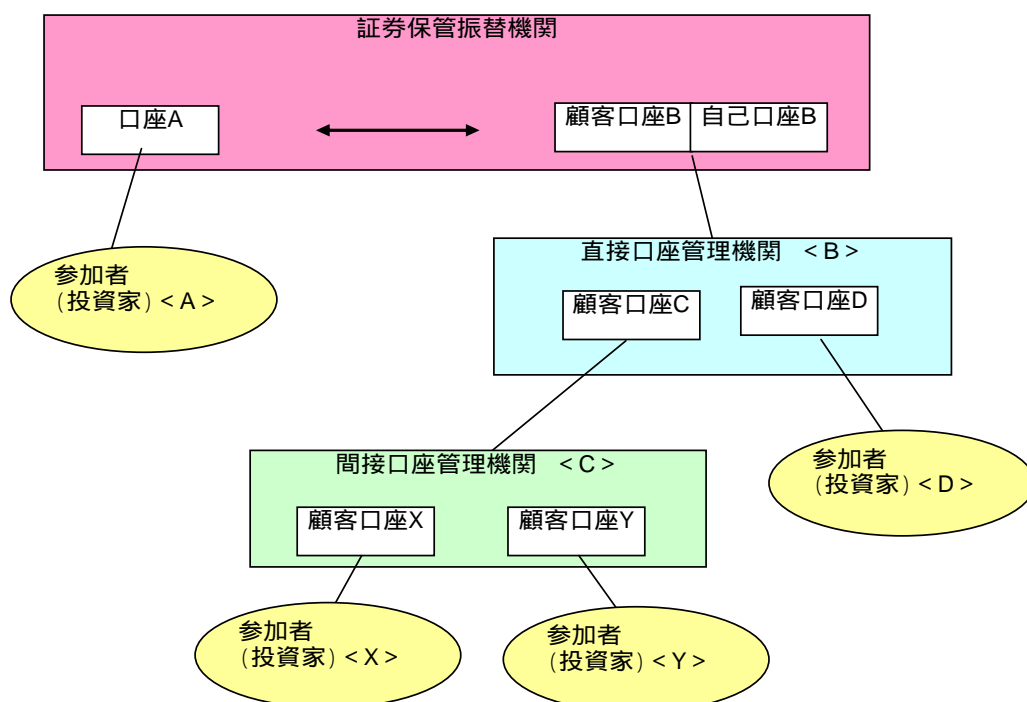 証券保管振替機関
口座A
顧客口座B
自己口座B
直接口座管理機関 <B>
参加者
(投資家)<A>
顧客口座C
顧客口座D
間接口座管理機関 <C>
参加者
(投資家)<D>
顧客口座X
顧客口座Y
参加者
(投資家)<X>
参加者
(投資家)<Y>